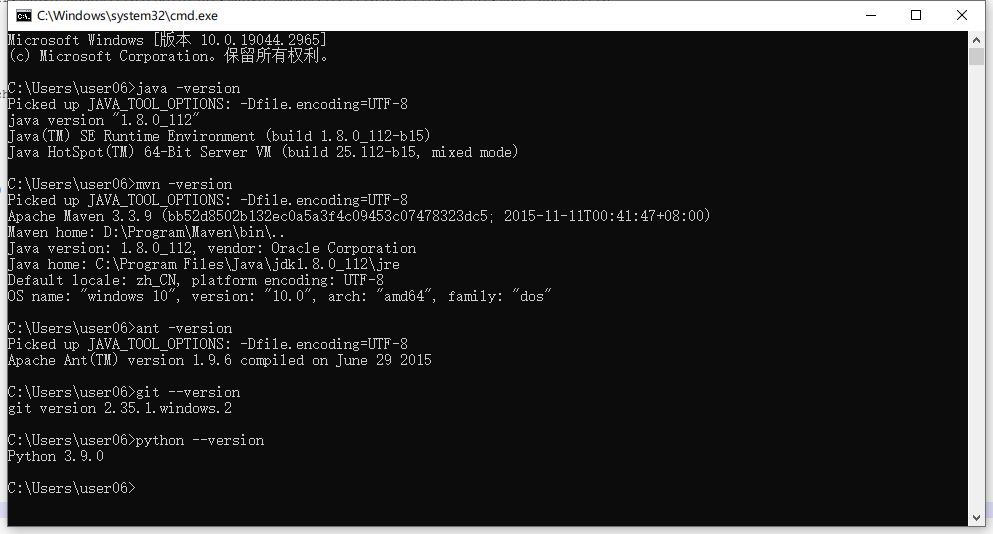 C:\Windows\system32\cmd.exe
Microsoft Windows [版本 10.0.19044.2965]
(c) Microsoft Corporation。保留所有权利。
C:\Users\user06>java -version
Picked up JAVA_TOOL_OPTIONS: -Dfile.encoding=UTF-8
java version "1.8.0_112"
Java(TM) SE Runtime Environment (build 1.8.0_112-b15)
Java HotSpot(TM) 64-Bit Server VM (build 25.112-b15, mixed mode)
C:\Users\user06>mvn -version
Picked up JAVA_TOOL_OPTIONS: -Dfile.encoding=UTF-8
Apache Maven 3.3.9 (bb52d8502b132ec0a5a3f4c09453c07478323dc5; 2015-11-11T00:41:47+08:00)
Maven home: D:\Program\Maven\bin\..
Java version: 1.8.0_112, vendor: Oracle Corporation
Java home: C:\Program Files\Java\jdk1.8.0_112\jre
Default locale: zh_CN, platform encoding: UTF-8
OS name: "windows 10", version: "10.0", arch: "amd64", family: "dos"
C:\Users\user06>ant -version
Picked up JAVA_TOOL_OPTIONS: -Dfile.encoding=UTF-8
Apache Ant(TM) version 1.9.6 compiled on June 29 2015
C:\Users\user06>git --version
git version 2.35.1.windows.2
C:\Users\user06>python --version
Python 3.9.0
C:\Users\user06>